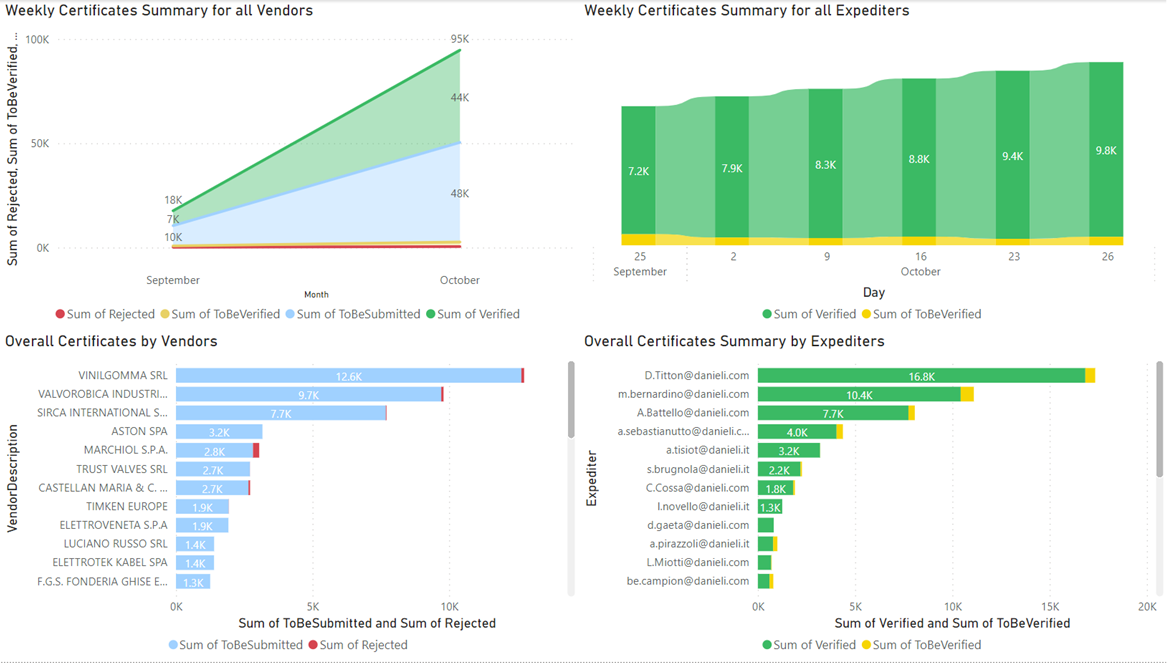 Weekly Certificates Summary for all Vendors
Sum of Rejected, Sum of ToBeVerified, ...
100K
50K
0K
95K
44K
48K
18K
7K
10K
September
October
Month
Sum of Rejected Sum of ToBeVerified Sum of ToBeSubmitted Sum of Verified
Weekly Certificates Summary for all Expediters
7.2K
7.9K
8.3K
8.8K
9.4K
9.8K
25 2 9 16 23 26
September October
Day
Sum of Verified Sum of ToBeVerified
Overall Certificates by Vendors
VendorDescription
VINILGOMMA SRL 12.6K
VALVOROBICA INDUSTRI... 9.7K
SIRCA INTERNATIONAL S... 7.7K
ASTON SPA 3.2K
MARCHIOL S.P.A. 2.8K
TRUST VALVES SRL 2.7K
CASTELLAN MARIA & C. ... 2.7K
TIMKEN EUROPE 1.9K
ELETTROVENETA S.P.A 1.9K
LUCIANO RUSSO SRL 1.4K
ELETTROTEK KABEL SPA 1.4K
F.G.S. FONDERIA GHISE E... 1.3K
0K 5K 10K
Sum of ToBeSubmitted and Sum of Rejected
Sum of ToBeSubmitted Sum of Rejected
Overall Certificates Summary by Expediters
Expediter
D.Titton@danieli.com 16.8K
m.bernardino@danieli.com 10.4K
A.Battello@danieli.com 7.7K
a.sebastianutto@danieli.c... 4.0K
a.tisiot@danieli.it 3.2K
s.brugnola@danieli.it 2.2K
C.Cossa@danieli.com 1.8K
l.novello@danieli.it 1.3K
d.gaeta@danieli.com
a.pirazzoli@danieli.it
L.Miotti@danieli.com
be.campion@danieli.com
0K 5K 10K 15K 20K
Sum of Verified and Sum of ToBeVerified
Sum of Verified Sum of ToBeVerified